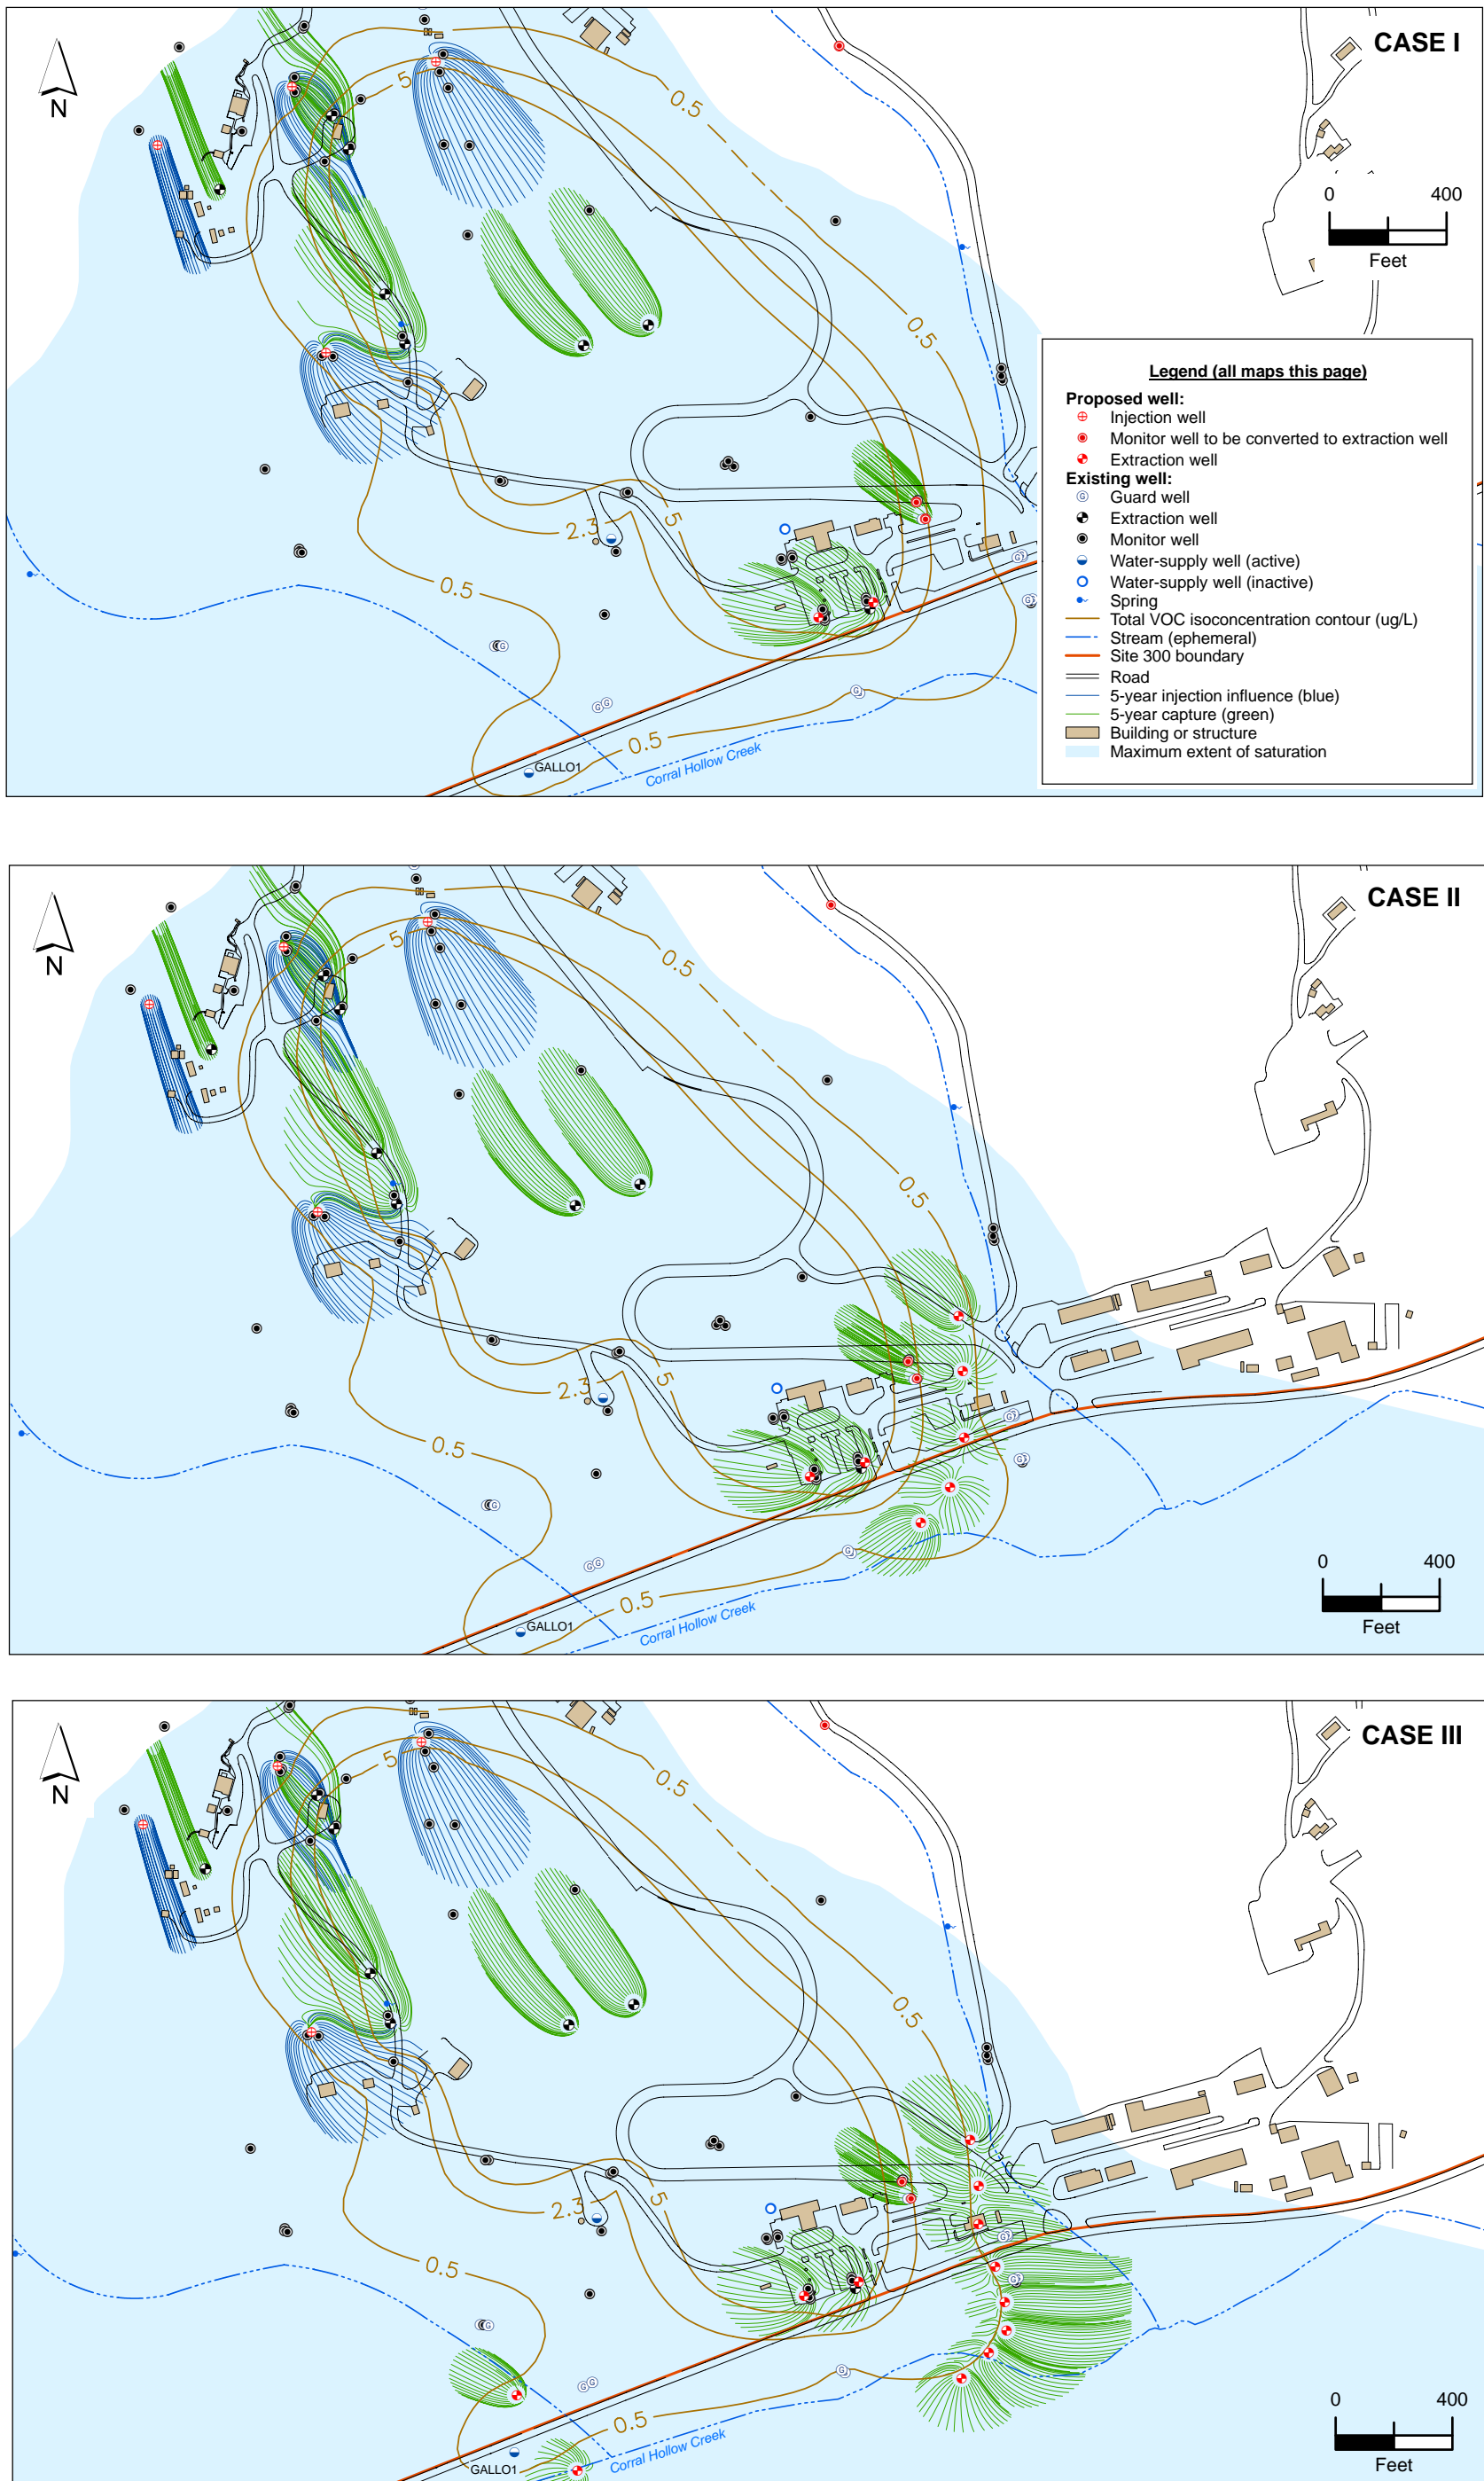 CASE I
N
5
0.5
0 400
Feet
0.5
Legend (all maps this page)
Proposed well:
Injection well
Monitor well to be converted to extraction well
Extraction well
Existing well:
G Guard well
Extraction well
Monitor well
Water-supply well (active)
Water-supply well (inactive)
Spring
Total VOC isoconcentration contour (ug/L)
Stream (ephemeral)
Site 300 boundary
Road
5-year injection influence (blue)
5-year capture (green)
Building or structure
Maximum extent of saturation
5
2.3
G
0.5
G
G
G
G
0.5
GALLO1
Corral Hollow Creek
CASE II
N
5
0.5
0.5
5
2.3
G
0.5
G
G
G
G
0 400
Feet
0.5
GALLO1
Corral Hollow Creek
CASE III
N
5
0.5
0.5
5
2.3
G
0.5
G
G
G
G
0 400
Feet
0.5
GALLO1
Corral Hollow Creek